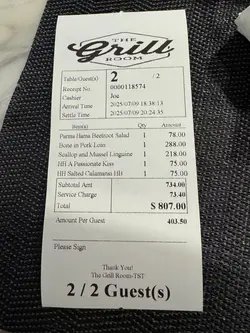 THE
Grill
ROOM
Table/Guest(s) 2 / 2
Receipt No. 0000118574
Cashier Joe
Arrival Time 2025/07/09 18:38:13
Settle Time 2025/07/09 20:24:35
Item(s) Qty Amount
Parma Hams Beetroot Salad 1 78.00
Bone in Pork Loin 1 288.00
Scallop and Mussel Linguine 1 218.00
HH A Passionate Kiss 1 75.00
HH Salted Calamansi HB 1 75.00
Subtotal Amt 734.00
Service Charge 73.40
Total $ 807.00
Amount Per Guest 403.50
Please Sign
Thank You!
The Grill Room-TST
2 / 2 Guest(s)